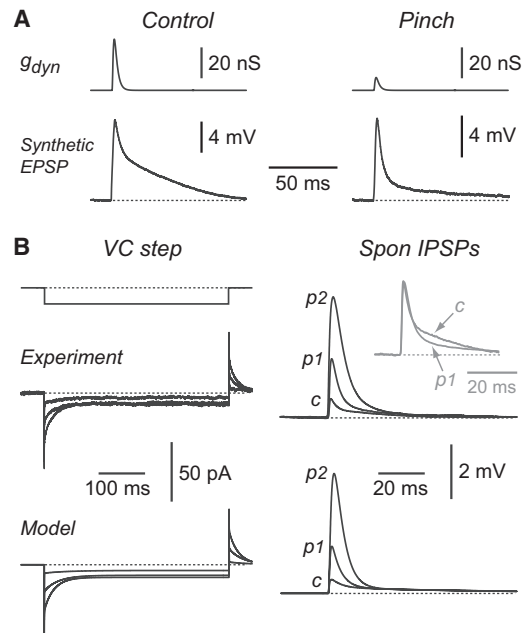 A
Control
Pinch
gdyn
20 nS
20 nS
Synthetic
EPSP
4 mV
4 mV
50 ms
B
VC step
Spon IPSPs
p2
c
Experiment
p1
p1
20 ms
c
100 ms
50 pA
20 ms
2 mV
p2
Model
p1
c